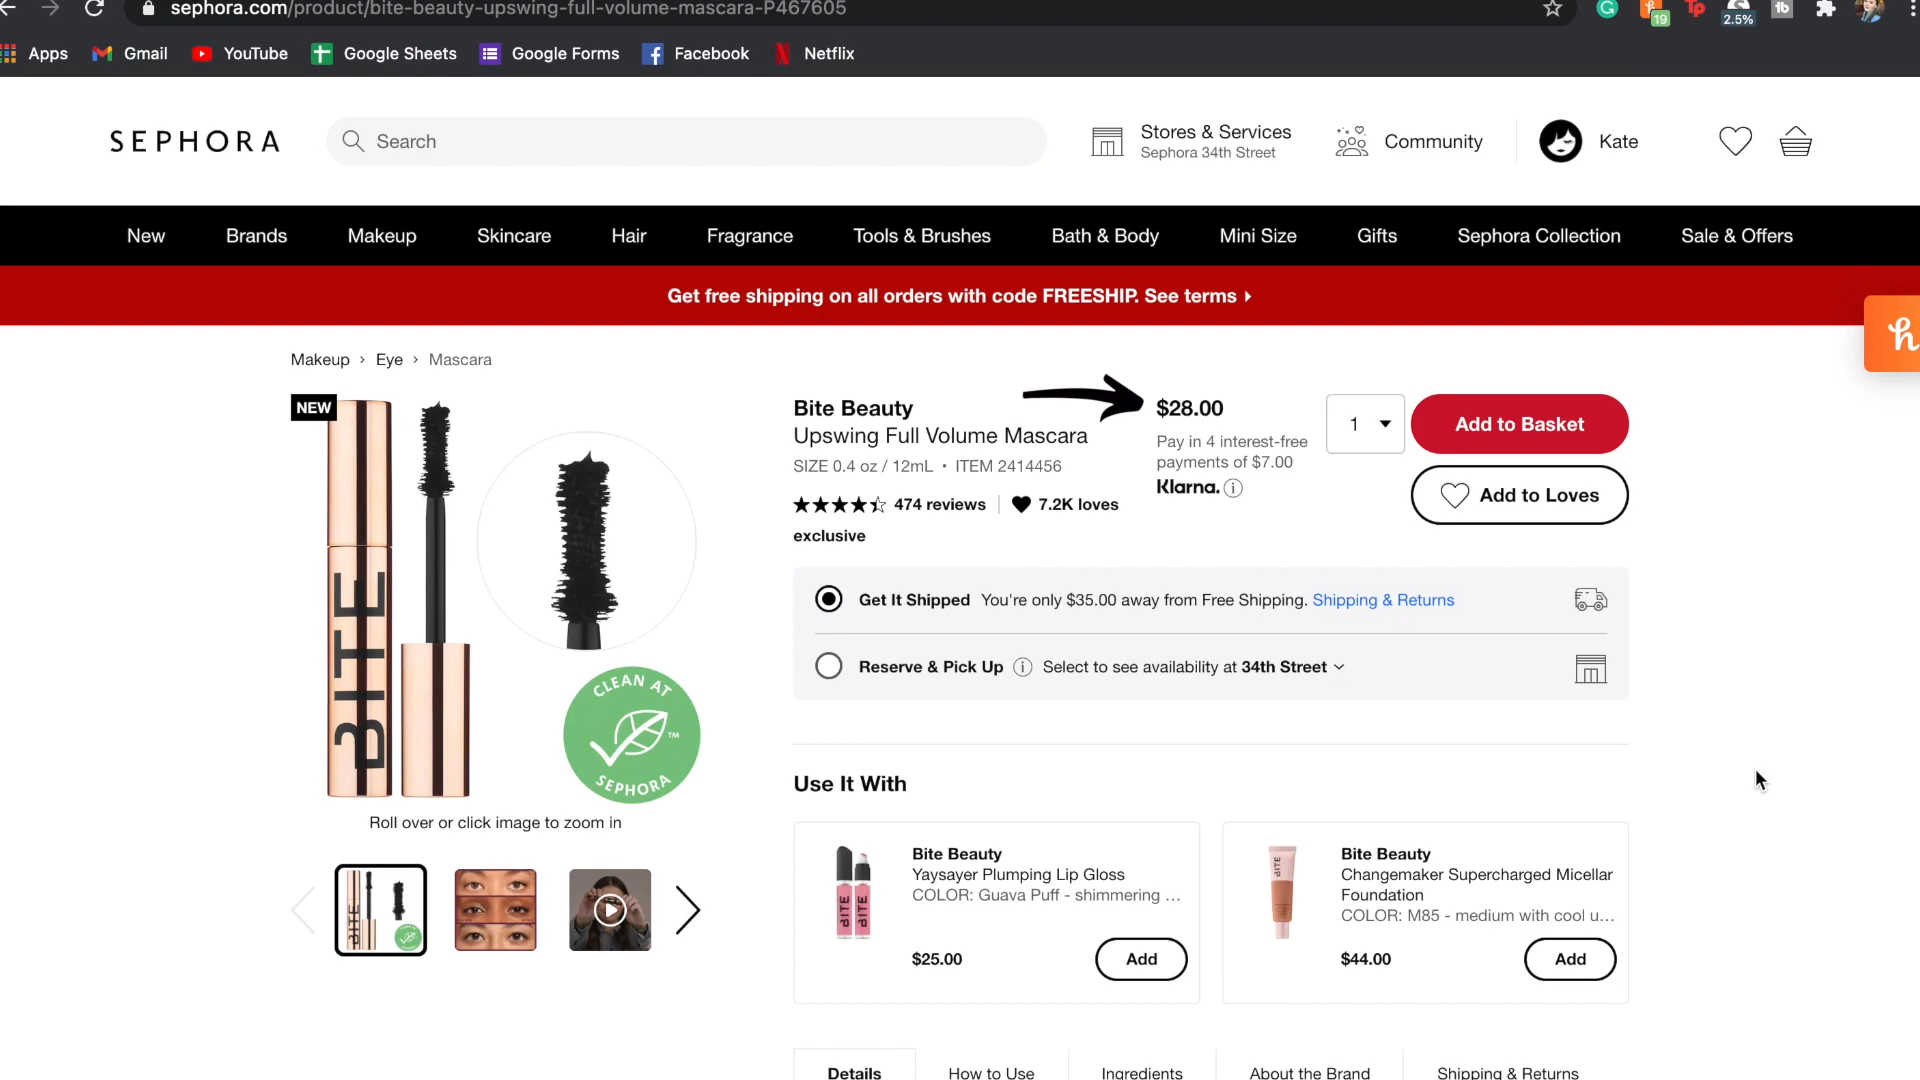 sephora.com/product/bite-beauty-upswing-full-volume-mascara-P467605
19
2.5%
Apps
Gmail
YouTube
Google Sheets
Google Forms
Facebook
Netflix
SEPHORA
Search
Stores & Services
Sephora 34th Street
Community
Kate
New
Brands
Makeup
Skincare
Hair
Fragrance
Tools & Brushes
Bath & Body
Mini Size
Gifts
Sephora Collection
Sale & Offers
Get free shipping on all orders with code FREESHIP. See terms
Makeup > Eye > Mascara
NEW
BITE
CLEAN AT
SEPHORA
TM
Roll over or click image to zoom in
Bite Beauty
Upswing Full Volume Mascara
SIZE 0.4 oz / 12mL • ITEM 2414456
474 reviews
7.2K loves
exclusive
$28.00
Pay in 4 interest-free
payments of $7.00
Klarna.
1
Add to Basket
Add to Loves
Get It Shipped You're only $35.00 away from Free Shipping. Shipping & Returns
Reserve & Pick Up Select to see availability at 34th Street
Use It With
BITE BITE
Bite Beauty
Yaysayer Plumping Lip Gloss
COLOR: Guava Puff - shimmering ...
$25.00
Add
BITE
Bite Beauty
Changemaker Supercharged Micellar
Foundation
COLOR: M85 - medium with cool u...
$44.00
Add
Details
How to Use
Ingredients
About the Brand
Shipping & Returns